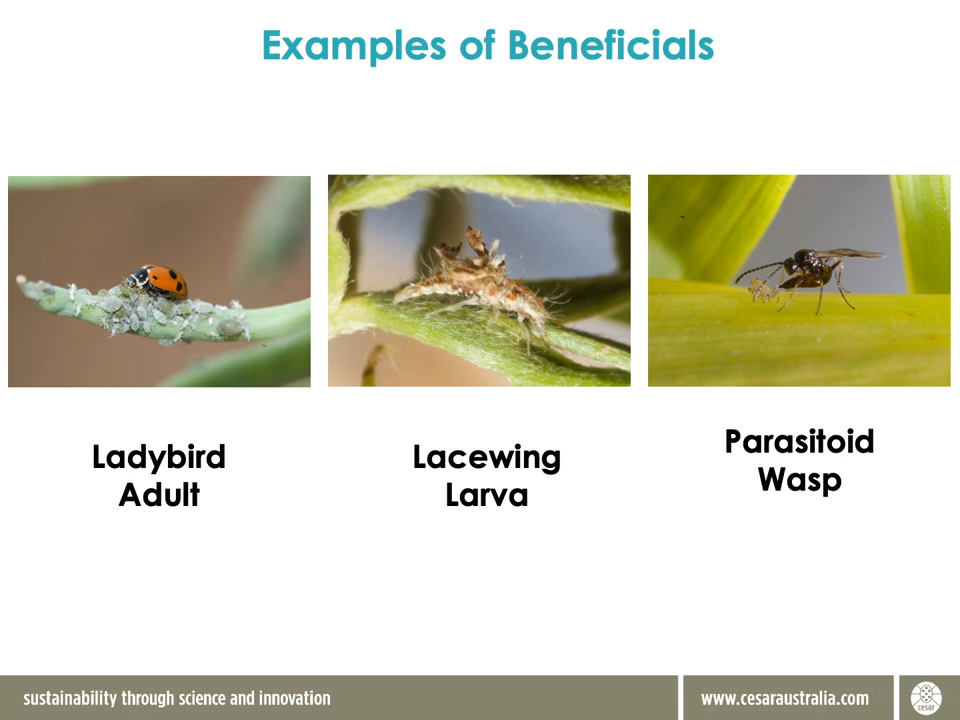 Examples of Beneficials
Ladybird
Adult
Lacewing
Larva
Parasitoid
Wasp
sustainability through science and innovation
www.cesaraustralia.com
cesar